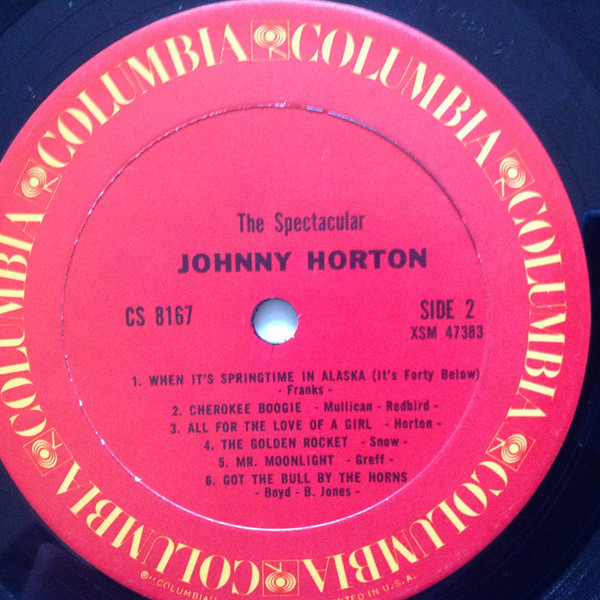 COLUMBIA COLUMBIA COLUMBIA COLUMBIA COLUMBIA COLUMBIA COLUMBIA
The Spectacular
JOHNNY HORTON
CS 8167
SIDE 2
XSM 47383
1. WHEN IT'S SPRINGTIME IN ALASKA (It's Forty Below)
- Franks -
2. CHEROKEE BOOGIE - Mullican - Redbird -
3. ALL FOR THE LOVE OF A GIRL - Horton -
4. THE GOLDEN ROCKET - Snow -
5. MR. MOONLIGHT - Greff -
6. GOT THE BULL BY THE HORNS
- Boyd - B. Jones -
® "COLUMBIA
IN U.S.A.